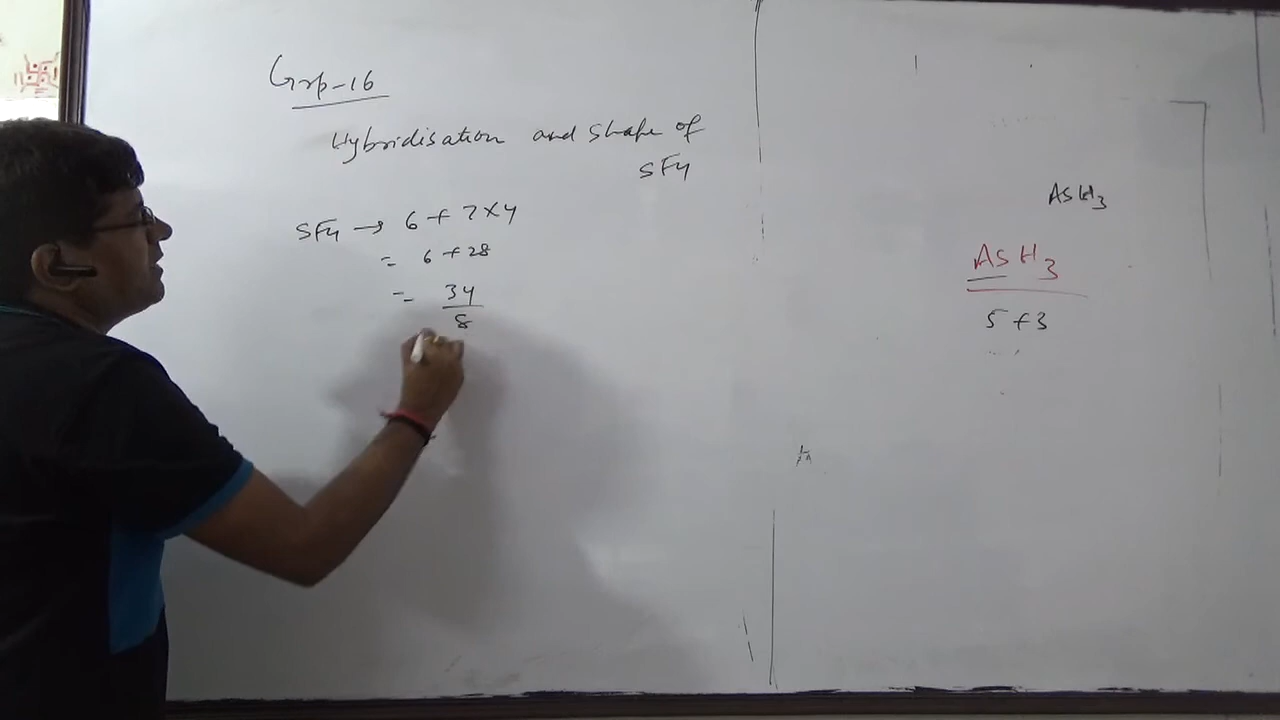 Grp-16
Hybridisation and Shape of
SF4
SF4 → 6 + 7×4
= 6 + 28
= 34
8
AsH3
AsH3
5 + 3